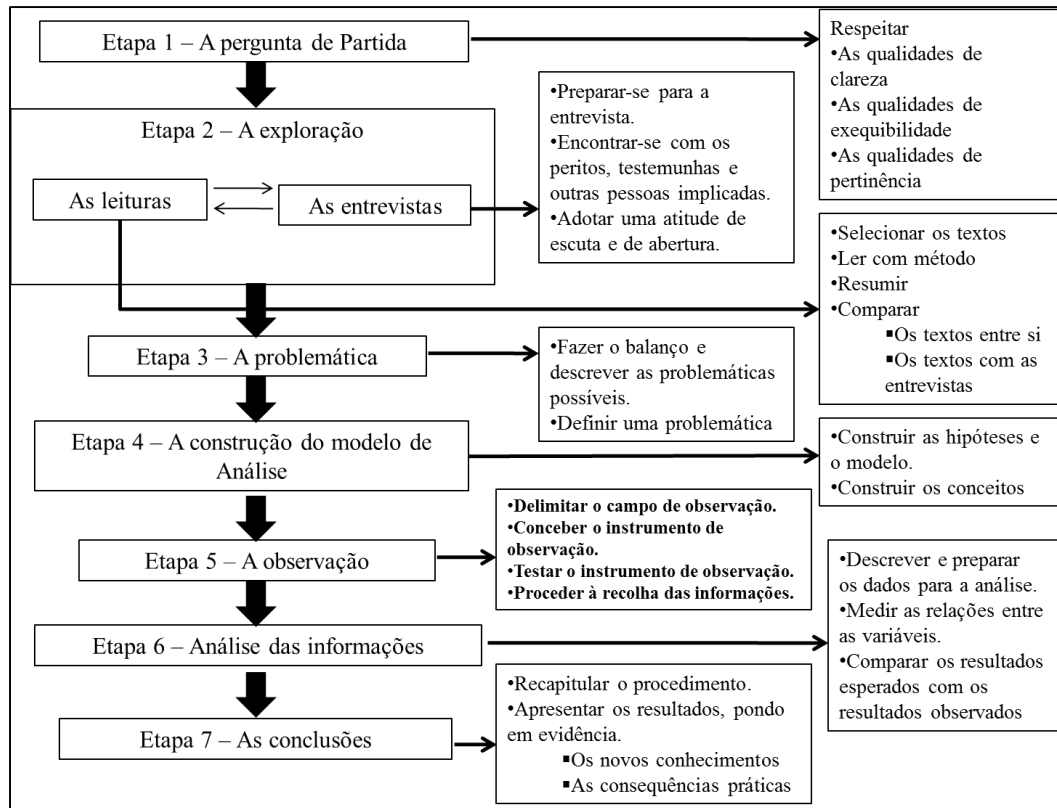 Etapa 1 – A pergunta de Partida
Respeitar
•As qualidades de
clareza
•As qualidades de
exequibilidade
•As qualidades de
pertinência
Etapa 2 – A exploração
As leituras
As entrevistas
•Preparar-se para a
entrevista.
•Encontrar-se com os
peritos, testemunhas e
outras pessoas implicadas.
•Adotar uma atitude de
escuta e de abertura.
•Selecionar os textos
•Ler com método
•Resumir
•Comparar
▪Os textos entre si
▪Os textos com as
entrevistas
Etapa 3 – A problemática
•Fazer o balanço e
descrever as problemáticas
possíveis.
•Definir uma problemática
Etapa 4 – A construção do modelo de
Análise
•Construir as hipóteses e
o modelo.
•Construir os conceitos
Etapa 5 – A observação
•Delimitar o campo de observação.
•Conceber o instrumento de
observação.
•Testar o instrumento de observação.
•Proceder à recolha das informações.
Etapa 6 – Análise das informações
•Descrever e preparar
os dados para a análise.
•Medir as relações entre
as variáveis.
•Comparar os resultados
esperados com os
resultados observados
Etapa 7 – As conclusões
•Recapitular o procedimento.
•Apresentar os resultados, pondo
em evidência.
▪Os novos conhecimentos
▪As consequências práticas